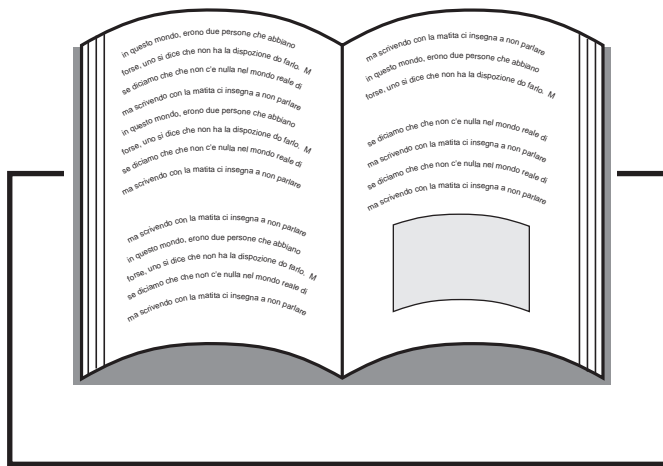 in questo mondo, erono due persone che abbiano
forse, uno si dice che non ha la dispozione do farlo. M
se diciamo che che non c'e nulla nel mondo reale di
ma scrivendo con la matita ci insegna a non parlare
in questo mondo, erono due persone che abbiano
forse, uno si dice che non ha la dispozione do farlo. M
se diciamo che che non c'e nulla nel mondo reale di
ma scrivendo con la matita ci insegna a non parlare
ma scrivendo con la matita ci insegna a non parlare
in questo mondo, erono due persone che abbiano
forse, uno si dice che non ha la dispozione do farlo. M
se diciamo che che non c'e nulla nel mondo reale di
ma scrivendo con la matita ci insegna a non parlare
ma scrivendo con la matita ci insegna a non parlare
in questo mondo, erono due persone che abbiano
forse, uno si dice che non ha la dispozione do farlo. M
se diciamo che che non c'e nulla nel mondo reale di
ma scrivendo con la matita ci insegna a non parlare
se diciamo che che non c'e nulla nel mondo reale di
ma scrivendo con la matita ci insegna a non parlare